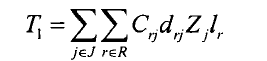 T_1 = \sum_{j \in J} \sum_{r \in R} C_{rj} d_{rj} Z_j l_r